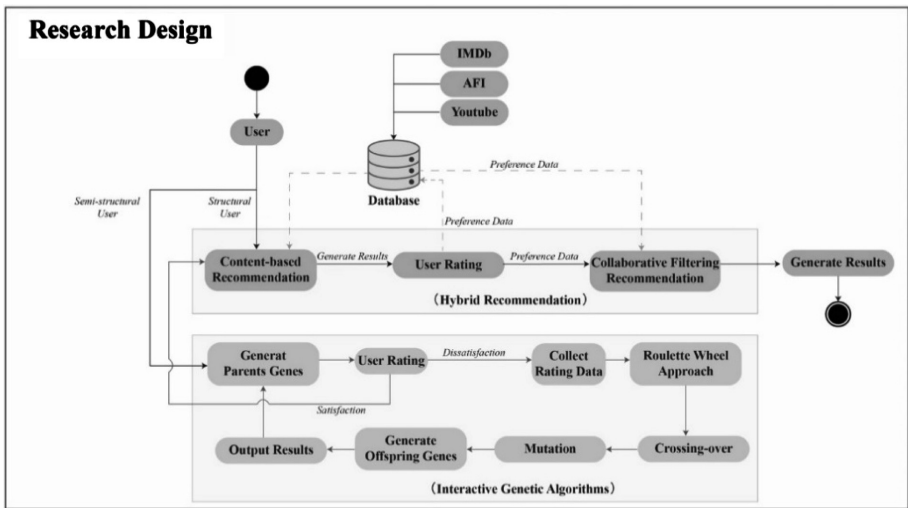 Research Design
IMDb
AFI
Youtube
User
Database
Preference Data
Semi-structural
User
Structural
User
Preference Data
Content-based
Recommendation
Generate Results
User Rating
Preference Data
Collaborative Filtering
Recommendation
Generate Results
(Hybrid Recommendation)
Generat
Parents Genes
User Rating
Dissatisfaction
Collect
Rating Data
Roulette Wheel
Approach
Satisfaction
Output Results
Generate
Offspring Genes
Mutation
Crossing-over
(Interactive Genetic Algorithms)